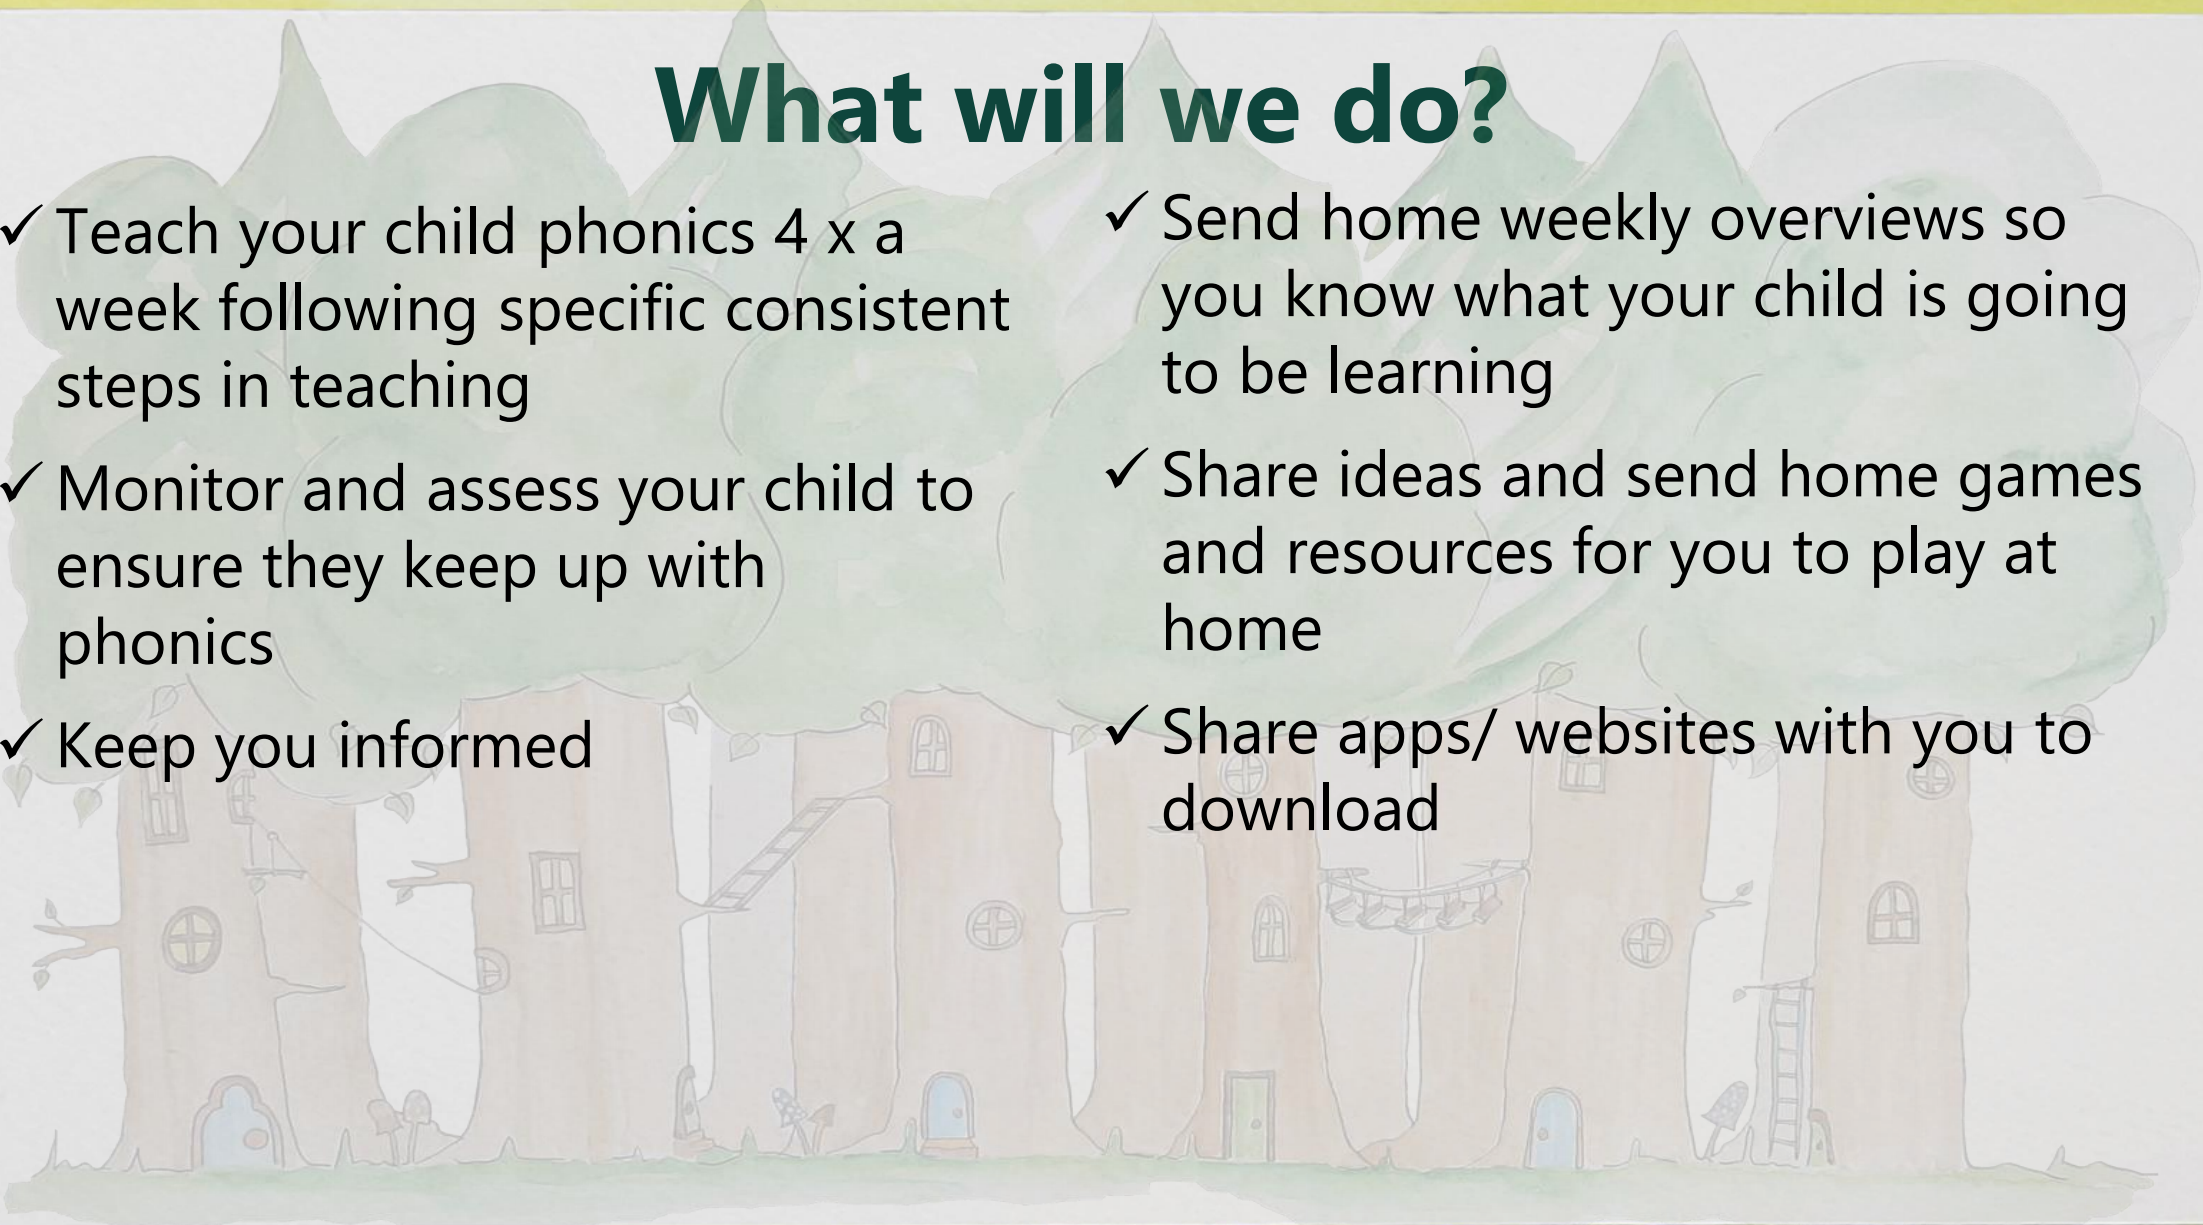 What will we do?
✓ Teach your child phonics 4 x a
week following specific consistent
steps in teaching
✓ Monitor and assess your child to
ensure they keep up with
phonics
✓ Keep you informed
✓ Send home weekly overviews so
you know what your child is going
to be learning
✓ Share ideas and send home games
and resources for you to play at
home
✓ Share apps/ websites with you to
download